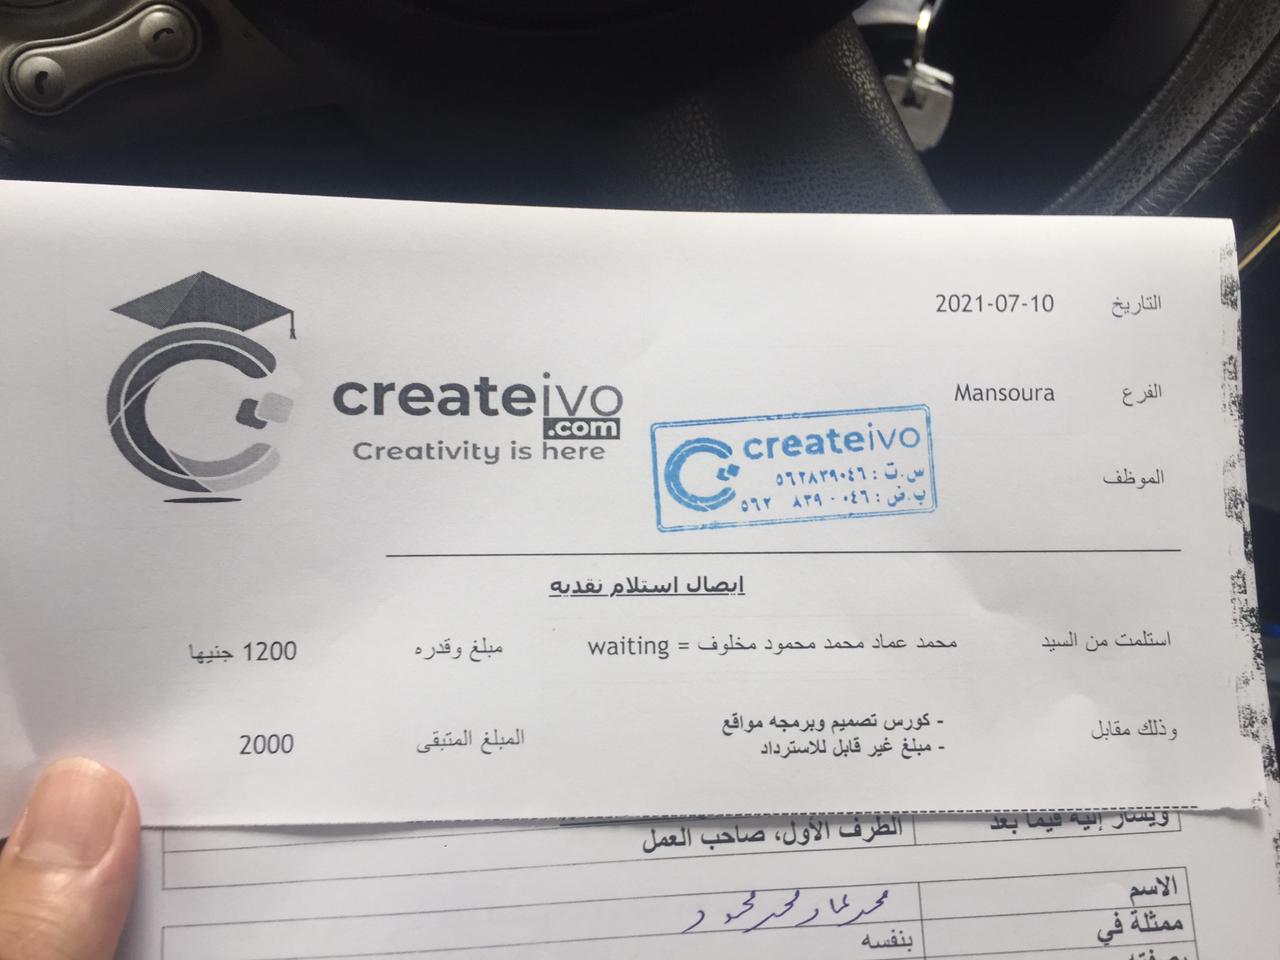 createivo
.com
Creativity is here
التاريخ 2021-07-10
الفرع Mansoura
الموظف
createivo
س.ت : ٥٦٢٨٣٩٠٤٦
ب.ض : ٠٤٦ - ٨٣٩ ٥٦٢
ايصال استلام نقديه
استلمت من السيد محمد عماد محمد محمود مخلوف = waiting مبلغ وقدره 1200 جنيها
وذلك مقابل - كورس تصميم وبرمجه مواقع
- مبلغ غير قابل للاسترداد
المبلغ المتبقى 2000
ويشار إليه فيما بعد الطرف الأول، صاحب العمل
الاسم محمد عماد محمد محمود
ممثلة في بنفسه
بصفته